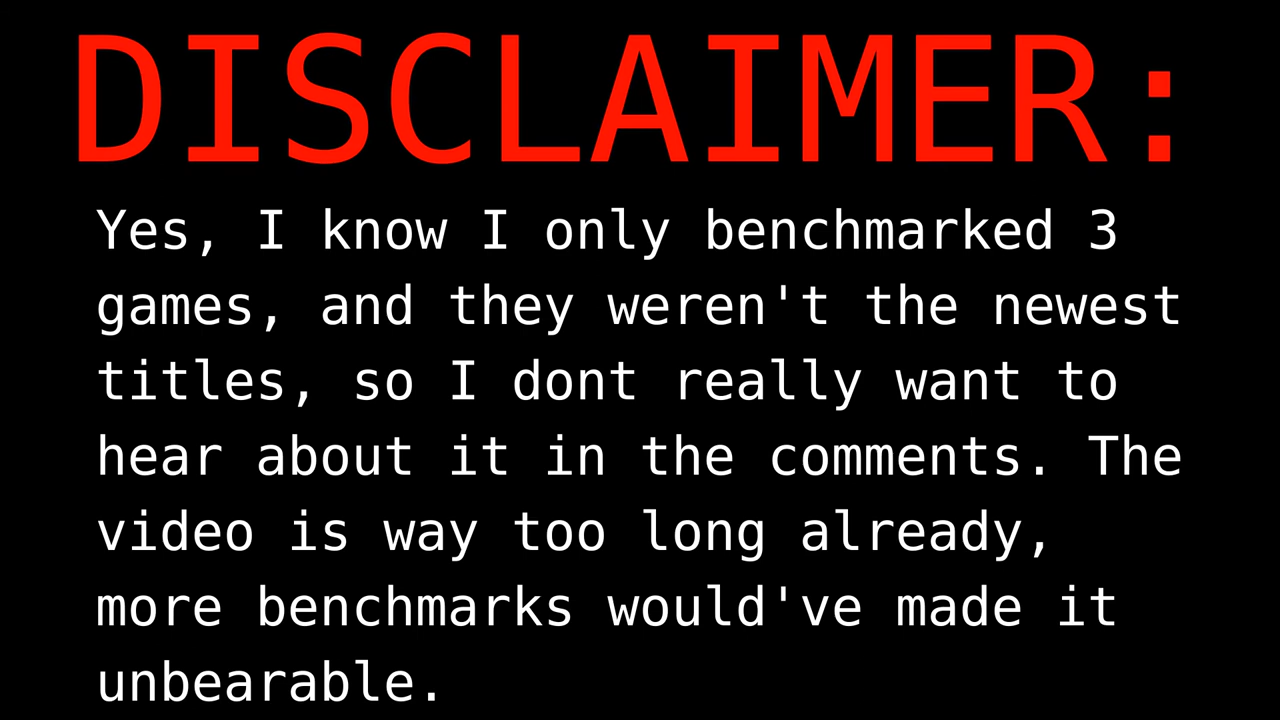 DISCLAIMER:
Yes, I know I only benchmarked 3
games, and they weren't the newest
titles, so I dont really want to
hear about it in the comments. The
video is way too long already,
more benchmarks would've made it
unbearable.